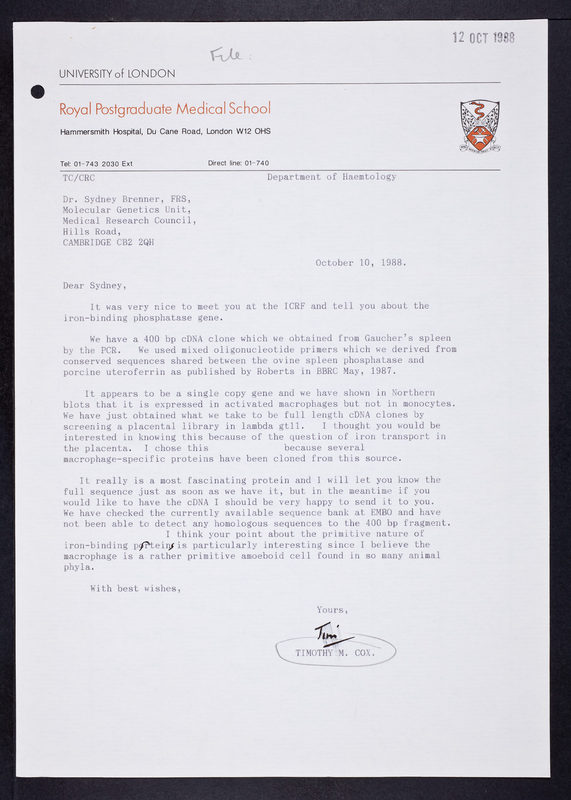 12 OCT 1988
File:
UNIVERSITY of LONDON
Royal Postgraduate Medical School
Hammersmith Hospital, Du Cane Road, London W12 OHS
Tel: 01-743 2030 Ext Direct line: 01-740
TC/CRC Department of Haemtology
Dr. Sydney Brenner, FRS,
Molecular Genetics Unit,
Medical Research Council,
Hills Road,
CAMBRIDGE CB2 2QH
October 10, 1988.
Dear Sydney,
It was very nice to meet you at the ICRF and tell you about the
iron-binding phosphatase gene.
We have a 400 bp cDNA clone which we obtained from Gaucher's spleen
by the PCR. We used mixed oligonucleotide primers which we derived from
conserved sequences shared between the ovine spleen phosphatase and
porcine uteroferrin as published by Roberts in BBRC May, 1987.
It appears to be a single copy gene and we have shown in Northern
blots that it is expressed in activated macrophages but not in monocytes.
We have just obtained what we take to be full length cDNA clones by
screening a placental library in lambda gt11. I thought you would be
interested in knowing this because of the question of iron transport in
the placenta. I chose this because several
macrophage-specific proteins have been cloned from this source.
It really is a most fascinating protein and I will let you know the
full sequence just as soon as we have it, but in the meantime if you
would like to have the cDNA I should be very happy to send it to you.
We have checked the currently available sequence bank at EMBO and have
not been able to detect any homologous sequences to the 400 bp fragment.
I think your point about the primitive nature of
iron-binding proteins is particularly interesting since I believe the
macrophage is a rather primitive amoeboid cell found in so many animal
phyla.
With best wishes,
Yours,
Tim
TIMOTHY M. COX.